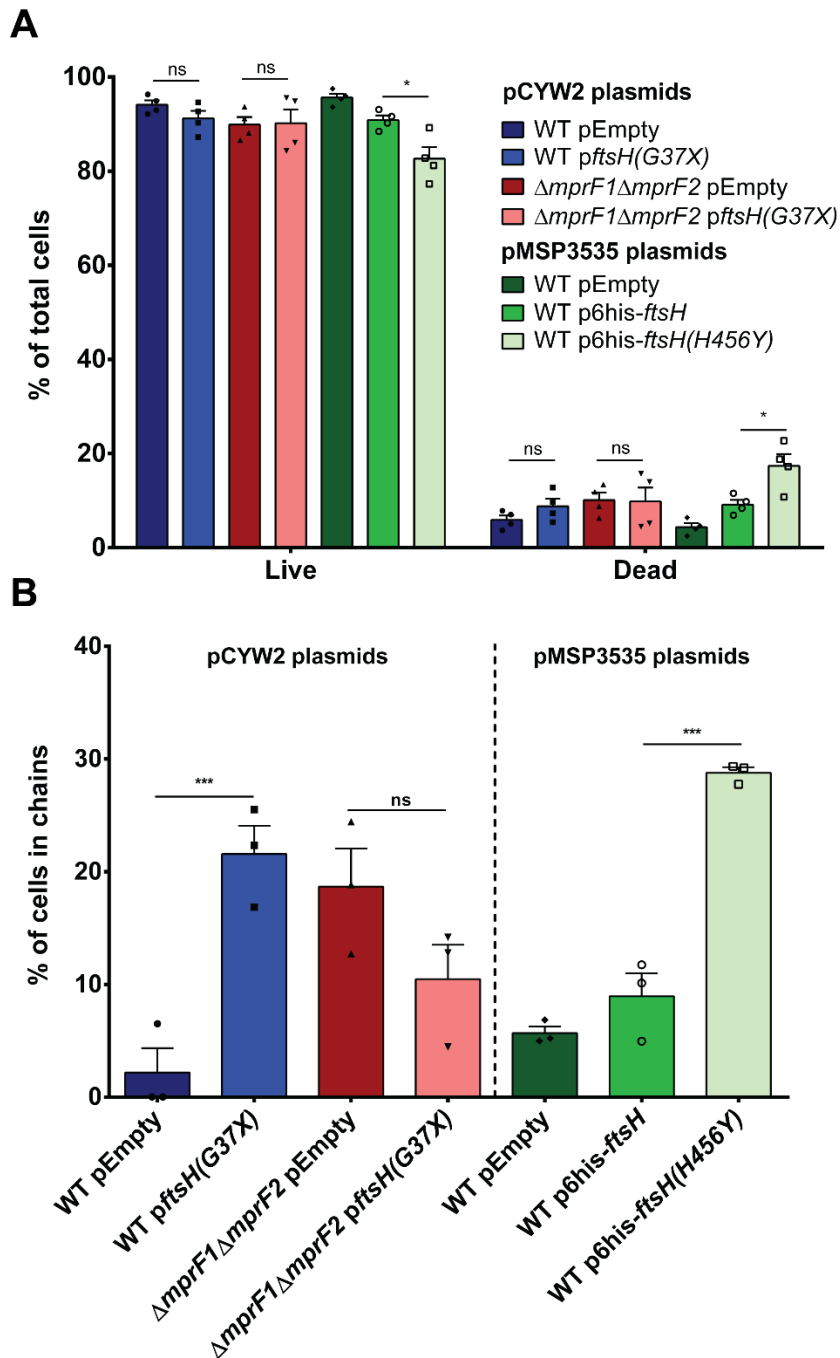 A
ns
ns
*
100
80
60
40
20
0
% of total cells
pCYW2 plasmids
WT pEmpty
WT pftsH(G37X)
ΔmprF1ΔmprF2 pEmpty
ΔmprF1ΔmprF2 pftsH(G37X)
pMSP3535 plasmids
WT pEmpty
WT p6his-ftsH
WT p6his-ftsH(H456Y)
ns
ns
*
Live
Dead
B
40
30
20
10
0
% of cells in chains
pCYW2 plasmids
pMSP3535 plasmids
***
ns
***
WT pEmpty
WT pftsH(G37X)
ΔmprF1ΔmprF2 pEmpty
ΔmprF1ΔmprF2 pftsH(G37X)
WT pEmpty
WT p6his-ftsH
WT p6his-ftsH(H456Y)